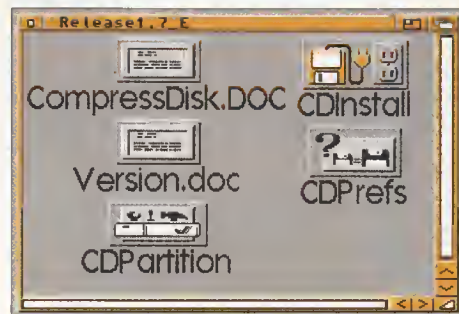 Release1.7_E
CompressDisk.DOC
CDInstall
Version.doc
CDPrefs
CDPartition